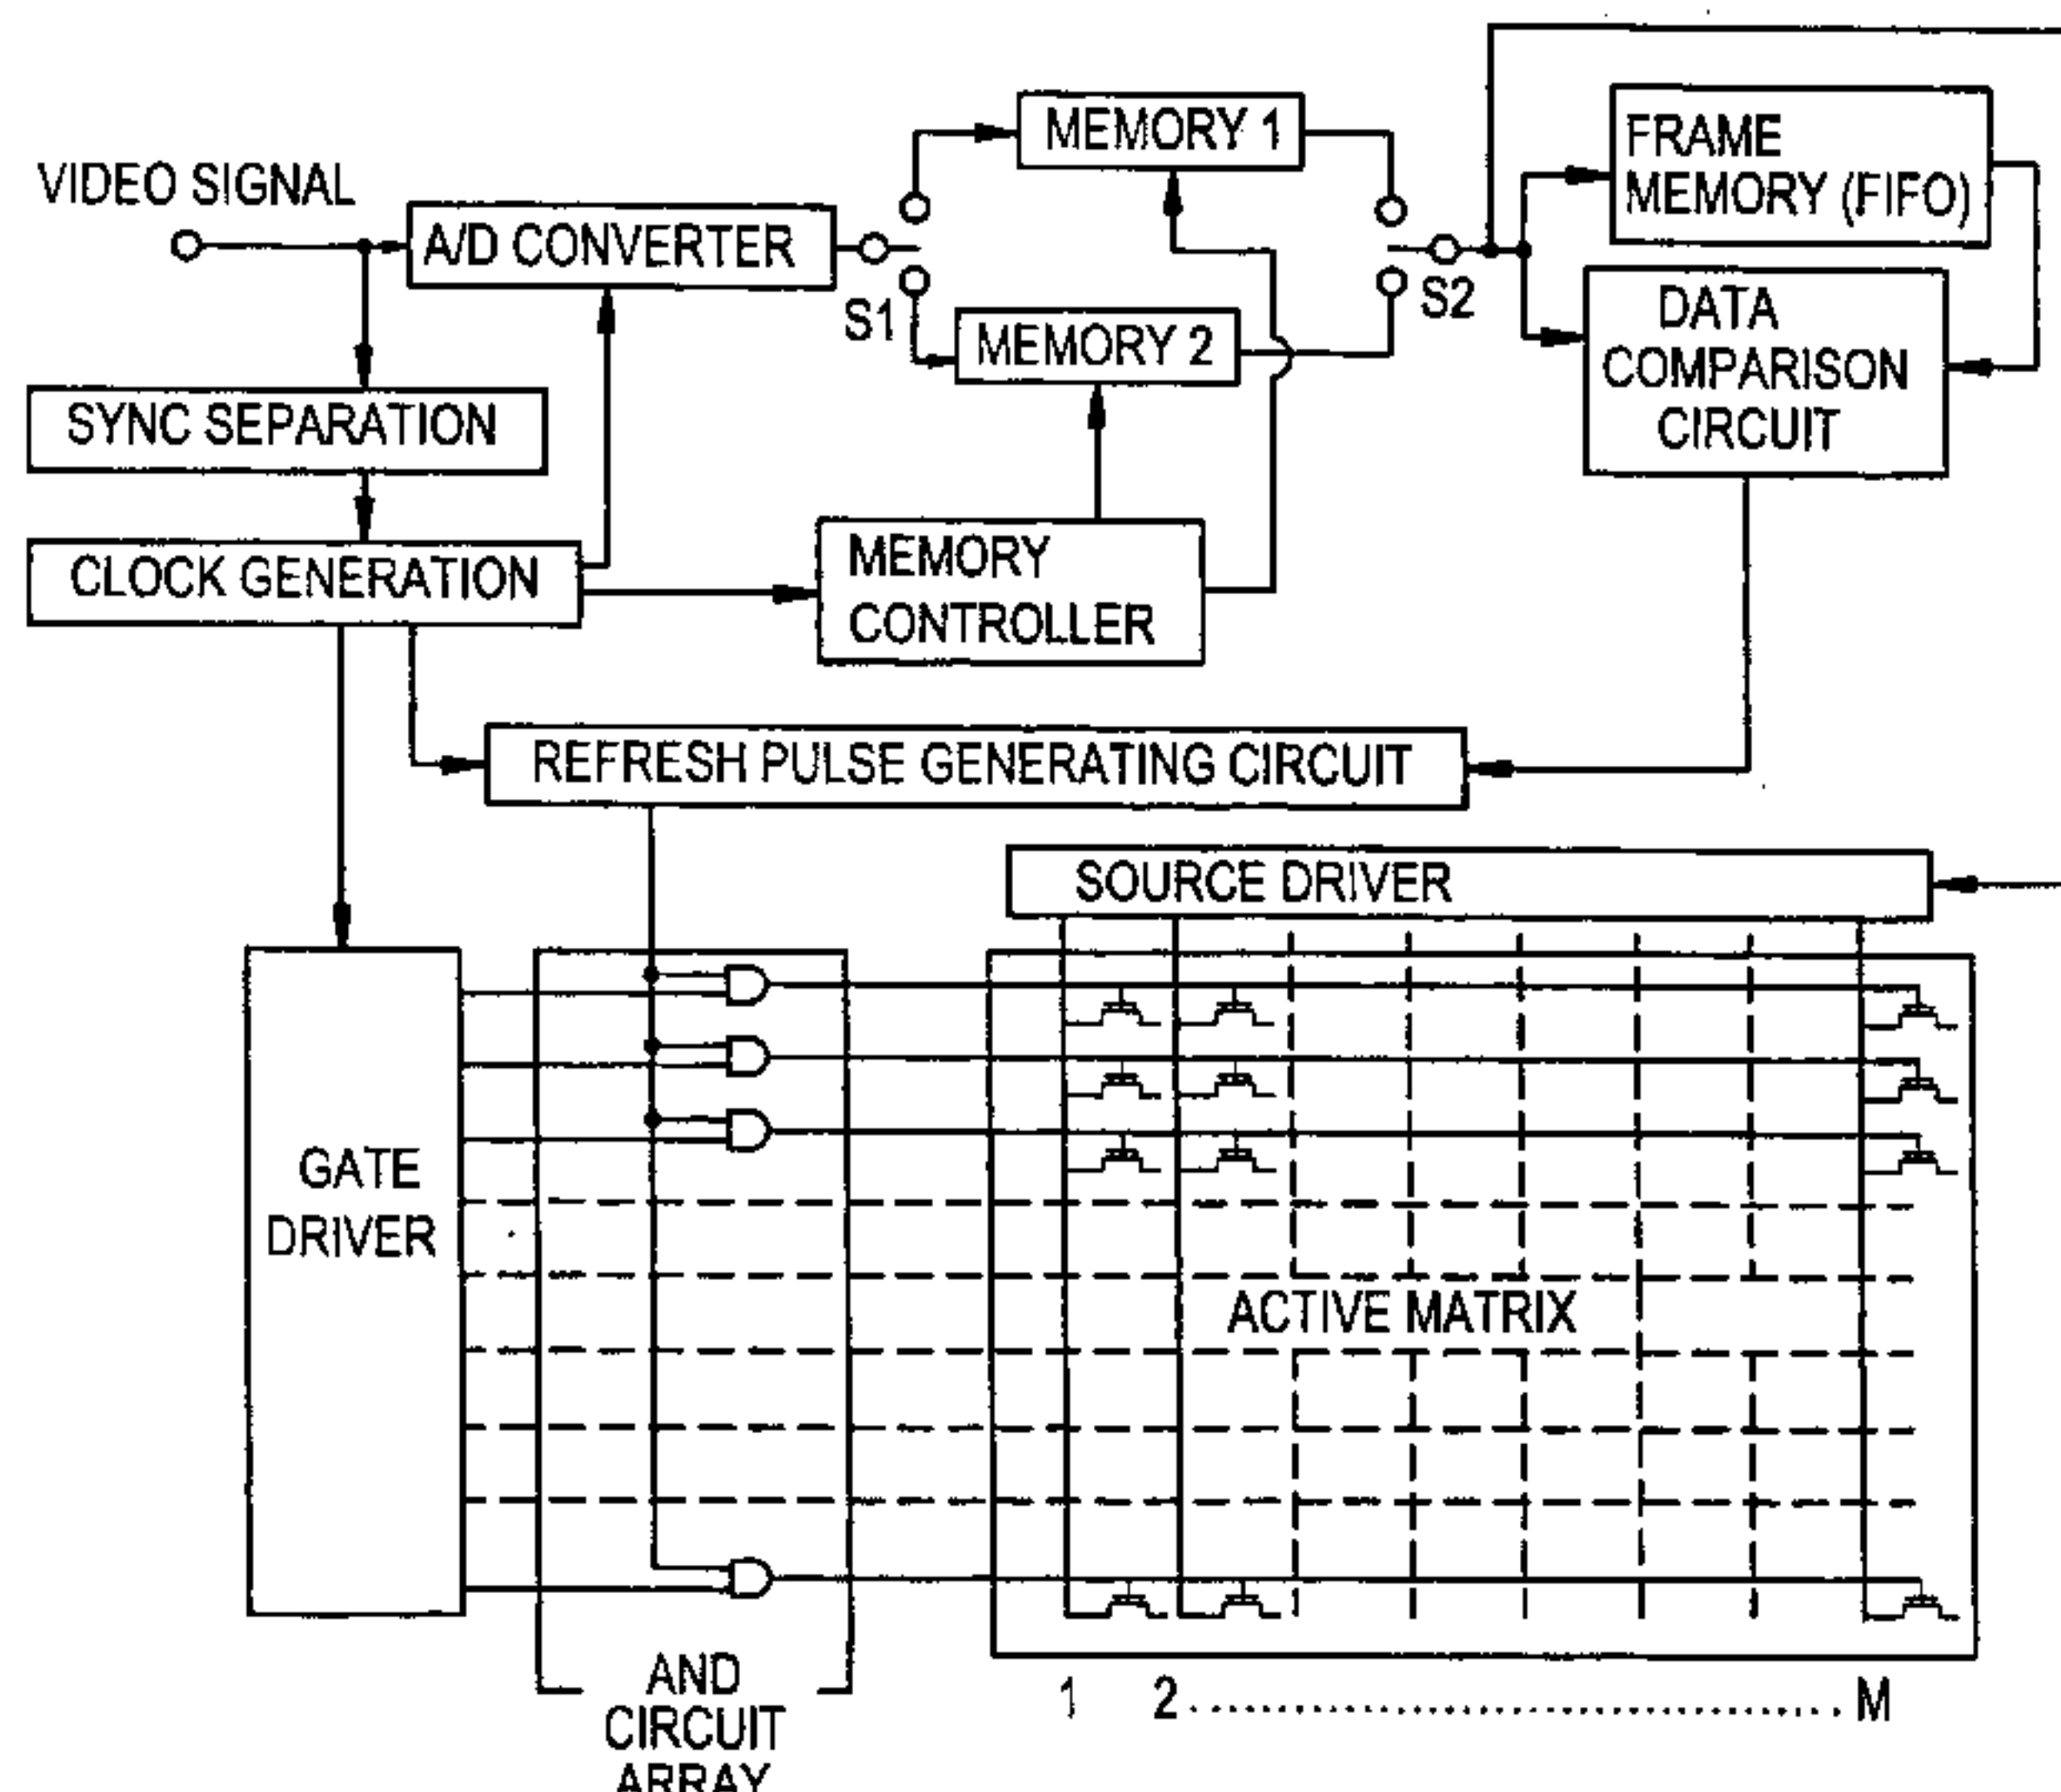 VIDEO SIGNAL
A/D CONVERTER
S1
MEMORY 1
MEMORY 2
S2
FRAME
MEMORY (FIFO)
DATA
COMPARISON
CIRCUIT
SYNC SEPARATION
CLOCK GENERATION
MEMORY
CONTROLLER
REFRESH PULSE GENERATING CIRCUIT
SOURCE DRIVER
GATE
DRIVER
ACTIVE MATRIX
AND
CIRCUIT
ARRAY
1 2 M